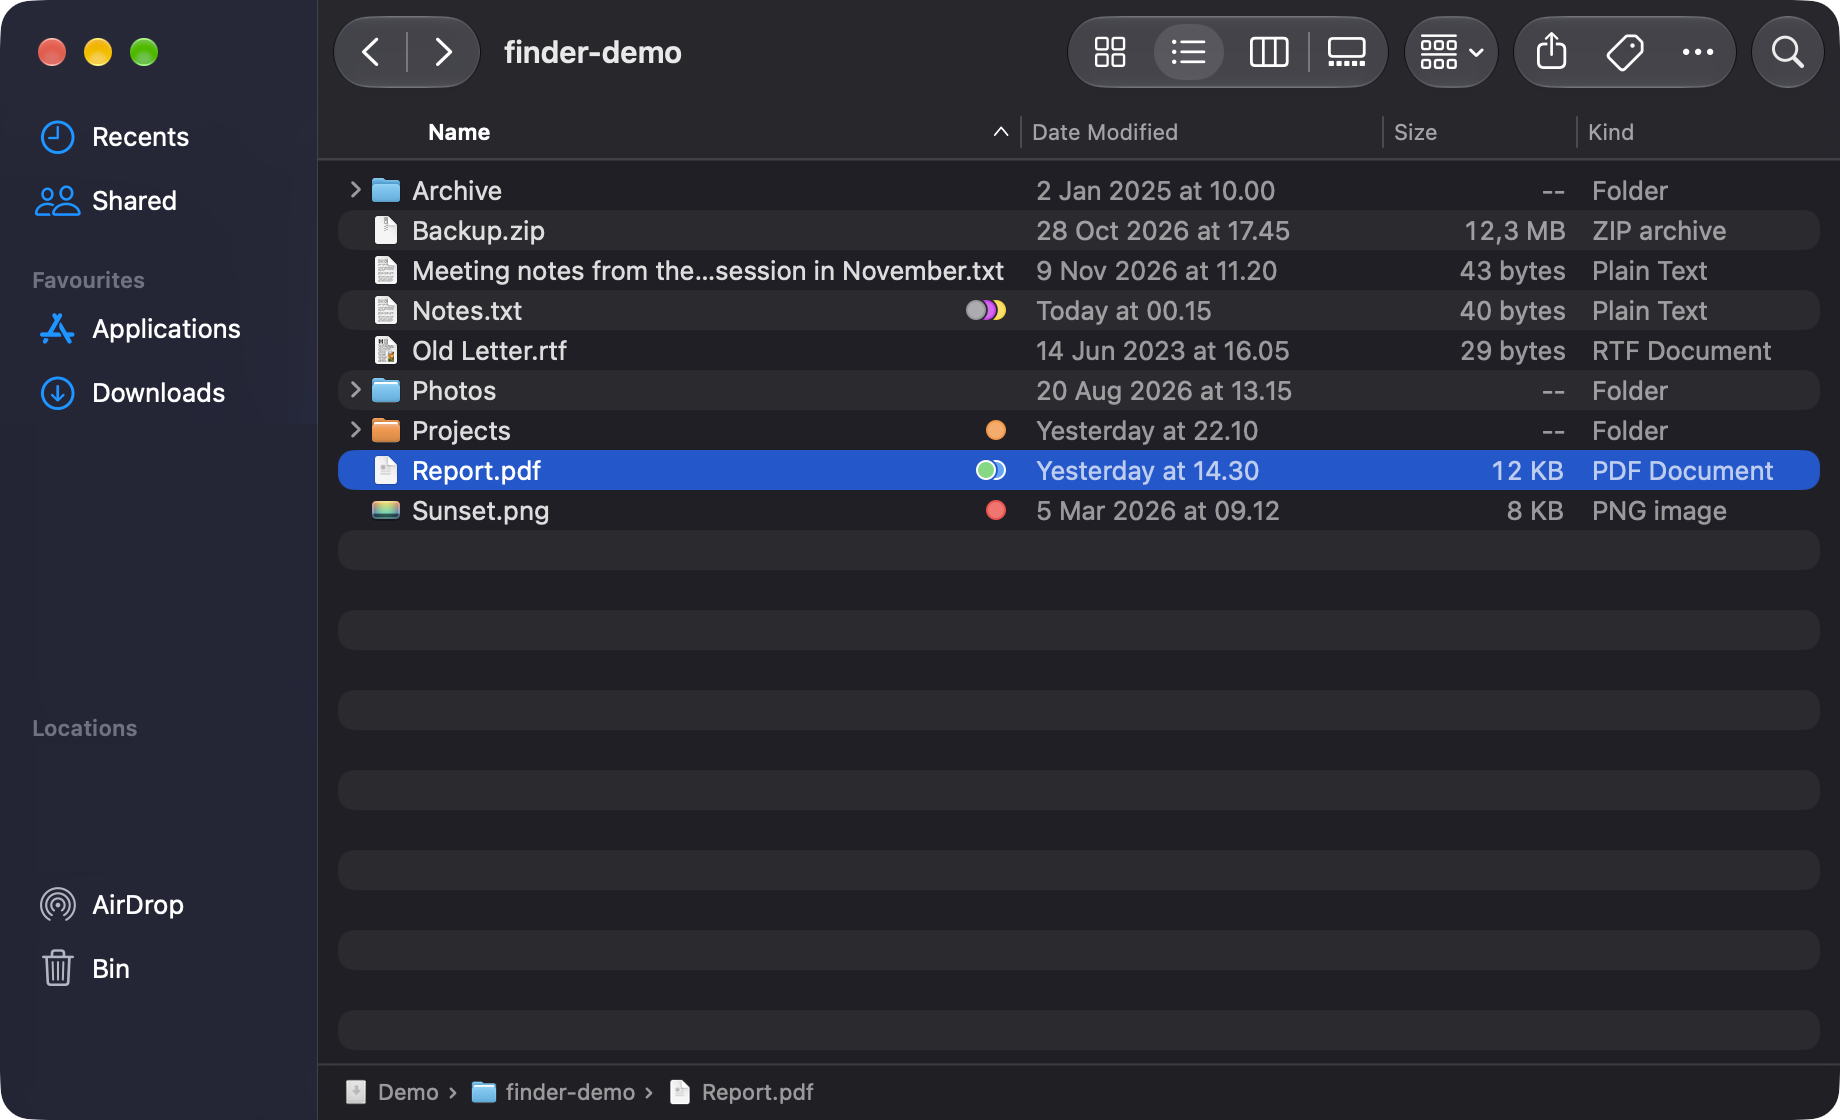 finder-demo
Recents
Shared
Favourites
Applications
Downloads
Locations
AirDrop
Bin
Name Date Modified Size Kind
Archive 2 Jan 2025 at 10.00 -- Folder
Backup.zip 28 Oct 2026 at 17.45 12,3 MB ZIP archive
Meeting notes from the...session in November.txt 9 Nov 2026 at 11.20 43 bytes Plain Text
Notes.txt Today at 00.15 40 bytes Plain Text
Old Letter.rtf 14 Jun 2023 at 16.05 29 bytes RTF Document
Photos 20 Aug 2026 at 13.15 -- Folder
Projects Yesterday at 22.10 -- Folder
Report.pdf Yesterday at 14.30 12 KB PDF Document
Sunset.png 5 Mar 2026 at 09.12 8 KB PNG image
Demo › finder-demo › Report.pdf